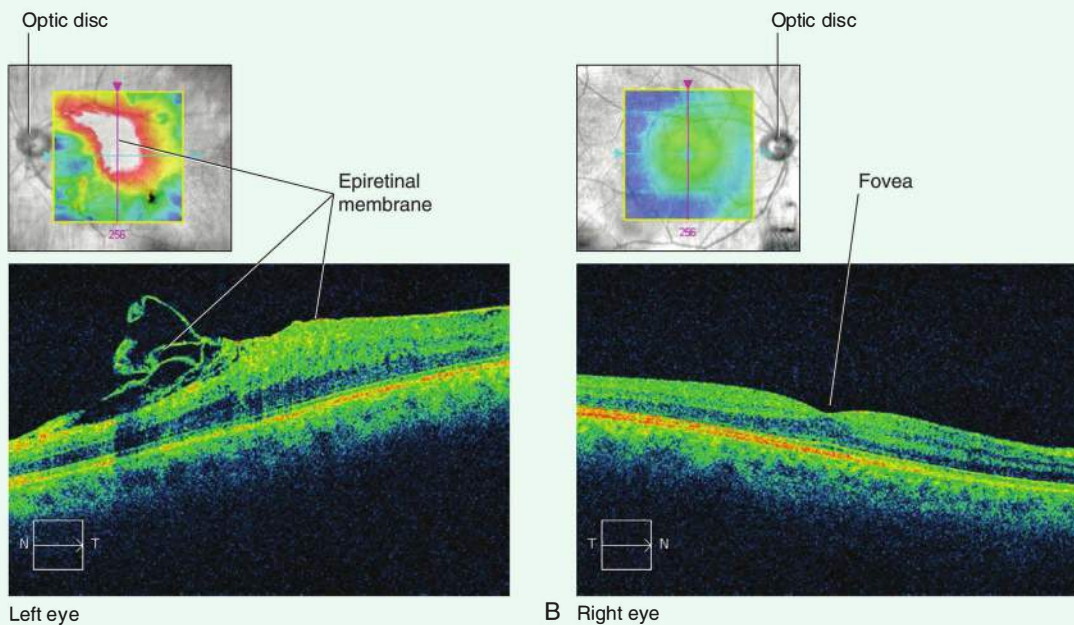 Optic disc
Optic disc
256
256
Epiretinal
membrane
Fovea
N T
T N
Left eye
B Right eye